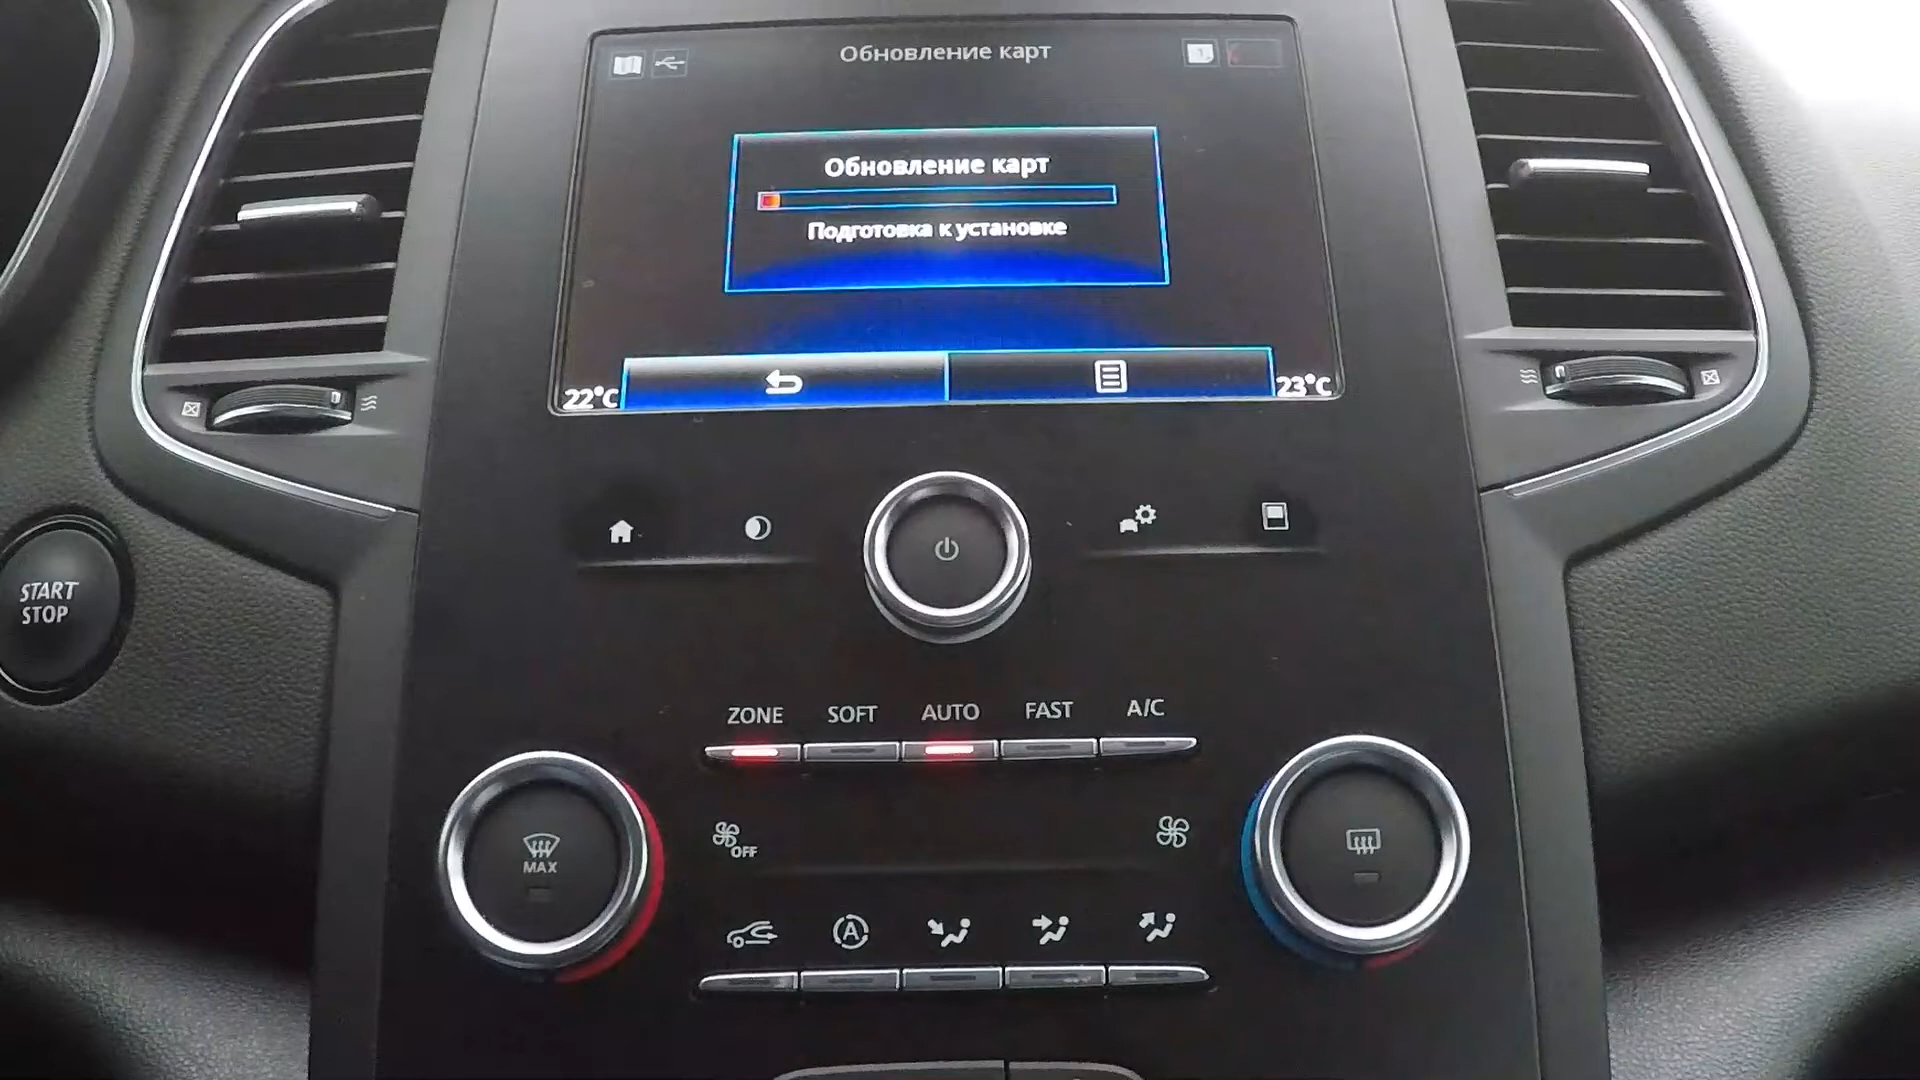 Обновление карт
Обновление карт
Подготовка к установке
22°C
23°C
START
STOP
ZONE SOFT AUTO FAST A/C
MAX
OFF
A